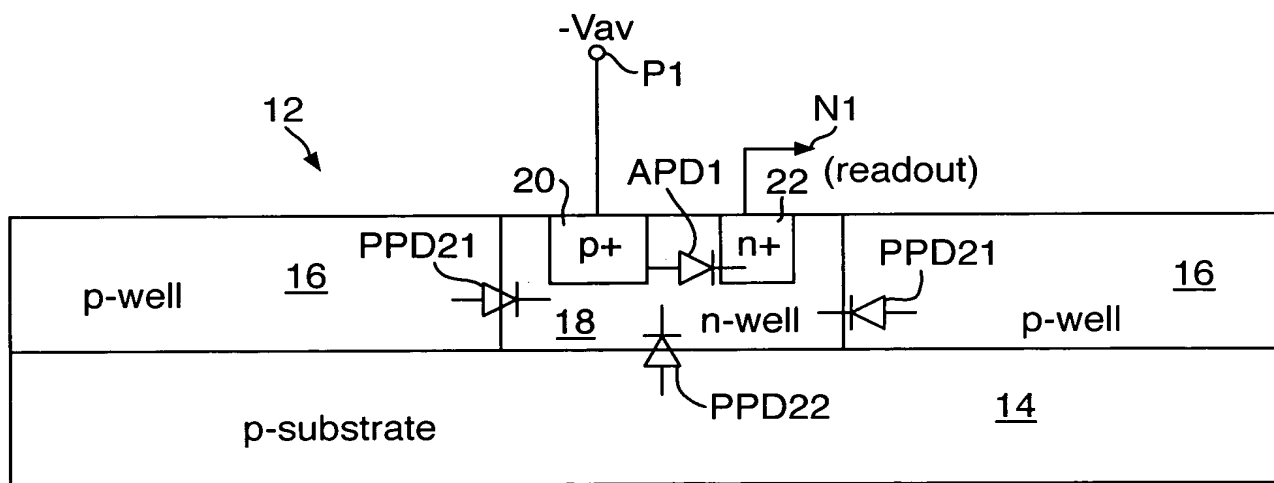 -Vav
P1
12
N1
APD1
20
22 (readout)
PPD21
p+
n+
PPD21
16
16
p-well
18
n-well
p-well
PPD22
14
p-substrate